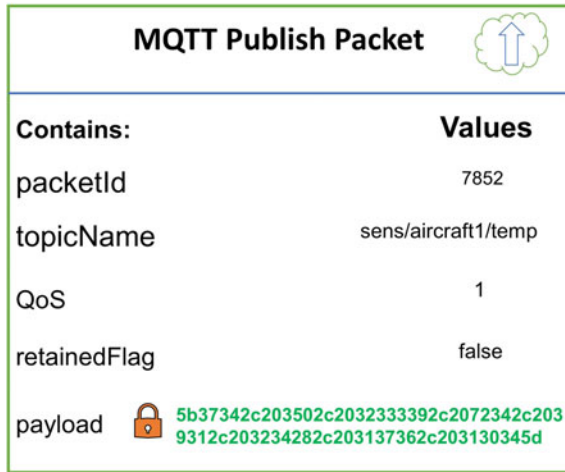 MQTT Publish Packet
Contains: Values
packetId 7852
topicName sens/aircraft1/temp
QoS 1
retainedFlag false
payload 5b37342c203502c2032333392c2072342c203
9312c203234282c203137362c203130345d